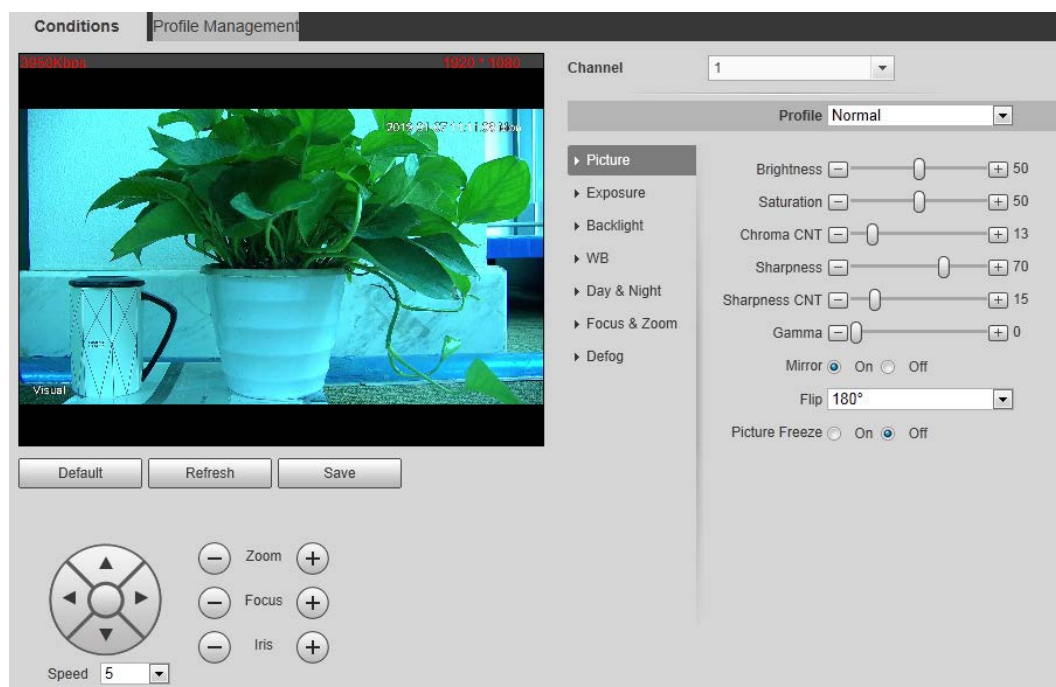 Conditions
Profile Management
3950Kbps
1920 * 1080
Visual
Default
Refresh
Save
Zoom
Focus
Iris
Speed 5
Channel 1
Profile Normal
Picture
Exposure
Backlight
WB
Day & Night
Focus & Zoom
Defog
Brightness 50
Saturation 50
Chroma CNT 13
Sharpness 70
Sharpness CNT 15
Gamma 0
Mirror On Off
Flip 180°
Picture Freeze On Off